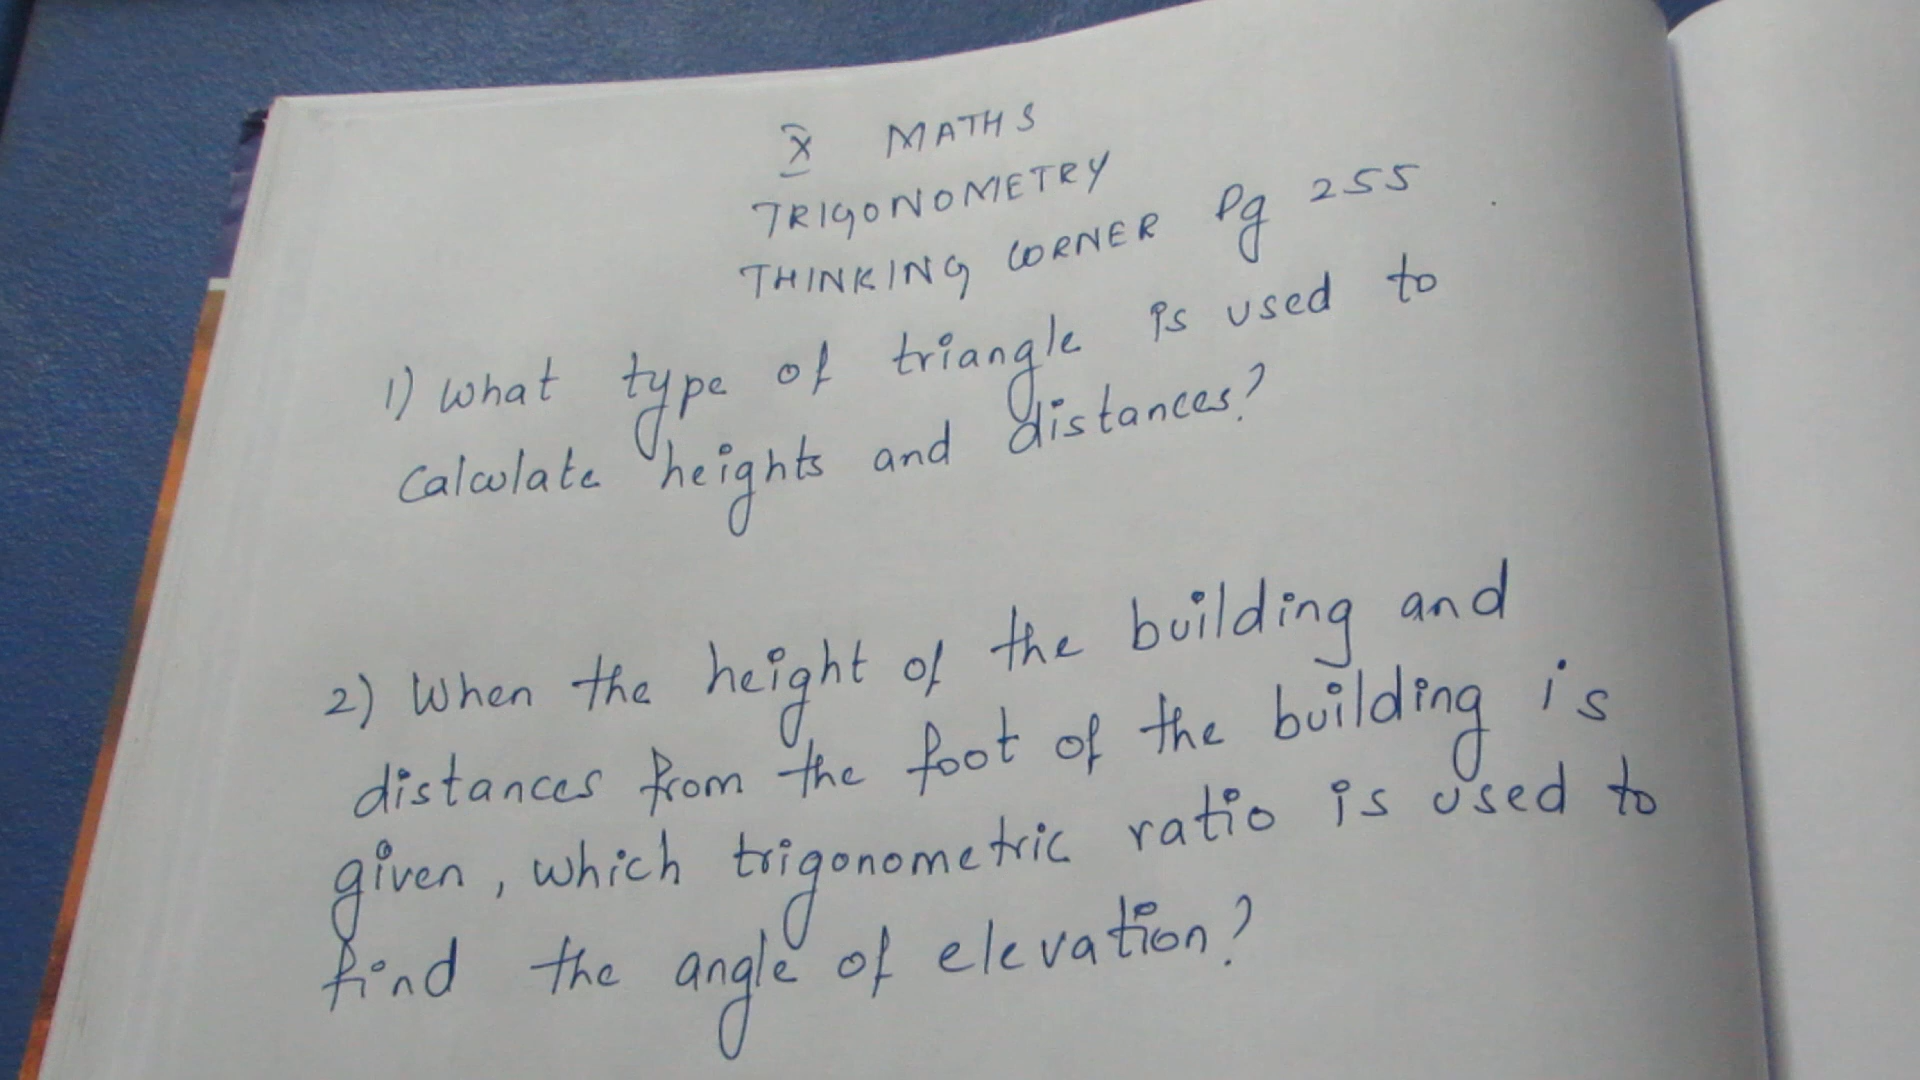 X MATHS
TRIGONOMETRY
THINKING CORNER Pg 255
1) What type of triangle is used to
calculate heights and distances?
2) When the height of the building and
distances from the foot of the building is
given, which trigonometric ratio is used to
find the angle of elevation?